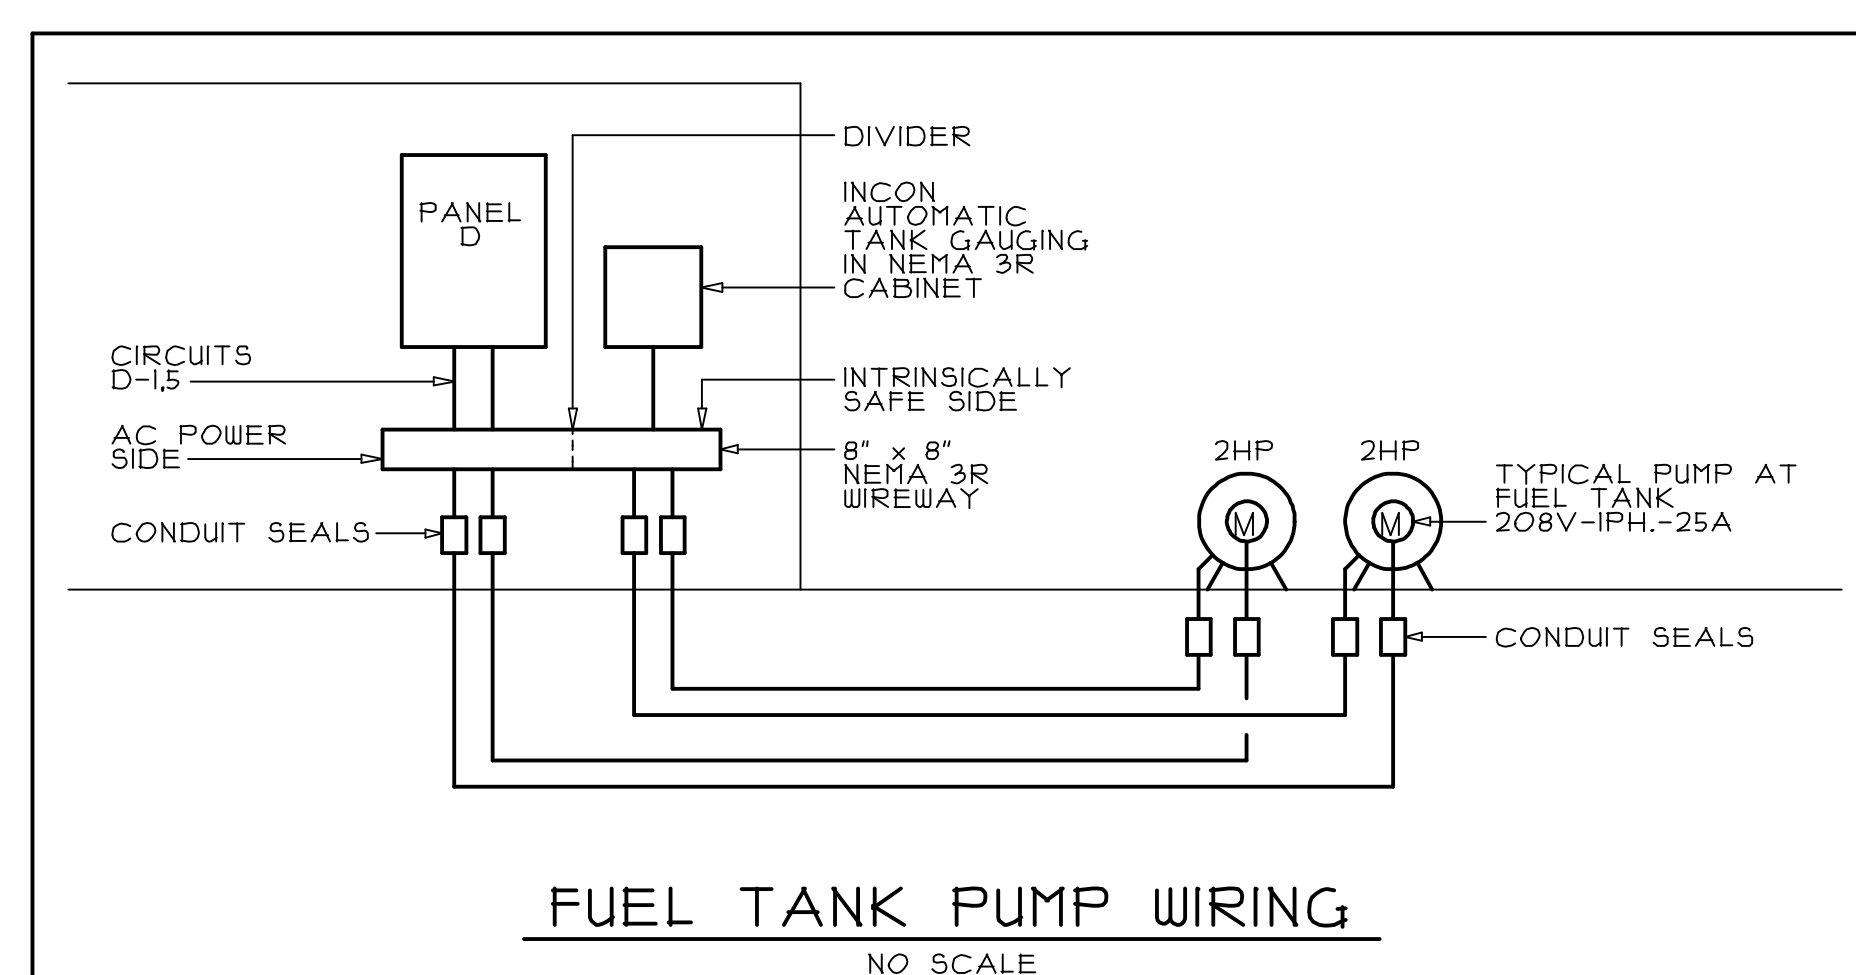 DIVIDER
PANEL
D
INCON
AUTOMATIC
TANK GAUGING
IN NEMA 3R
CABINET
CIRCUITS
D-1,5
INTRINSICALLY
SAFE SIDE
AC POWER
SIDE
8" x 8"
NEMA 3R
WIREWAY
2HP
2HP
M
M
TYPICAL PUMP AT
FUEL TANK
208V-1PH.-25A
CONDUIT SEALS
CONDUIT SEALS
FUEL TANK PUMP WIRING
NO SCALE